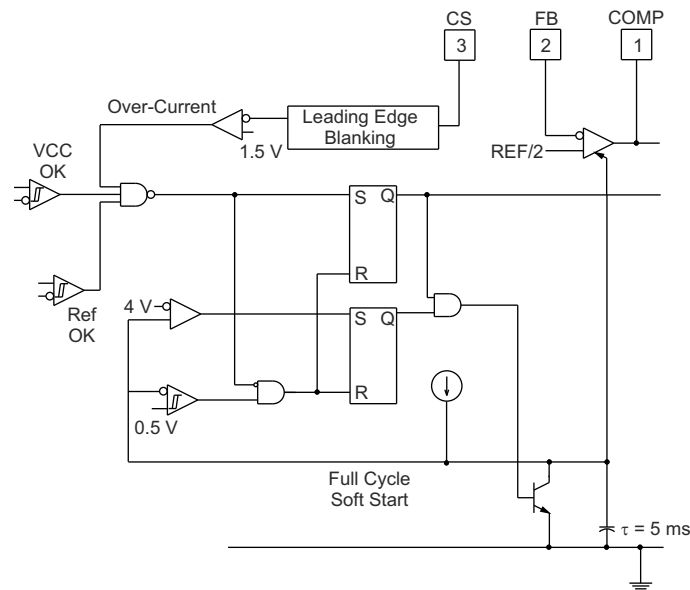 CS
FB
COMP
3
2
1
Over-Current
Leading Edge
Blanking
1.5 V
REF/2
VCC
OK
S Q
R
Ref
OK
4 V
S Q
R
0.5 V
Full Cycle
Soft Start
τ = 5 ms